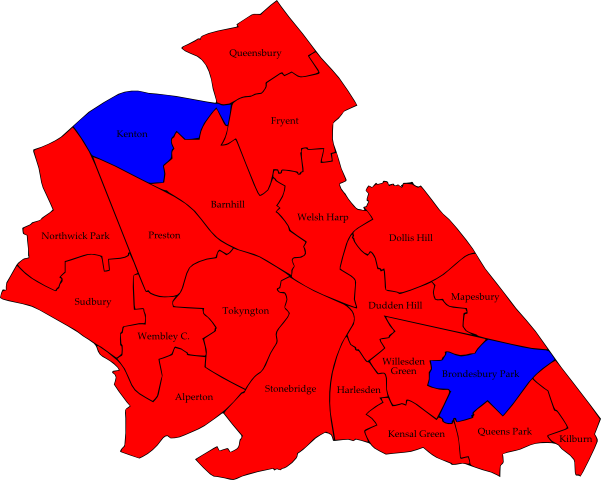 Queensbury
Fryent
Kenton
Barnhill
Welsh Harp
Northwick Park
Preston
Dollis Hill
Sudbury
Tokyngton
Dudden Hill
Mapesbury
Wembley C.
Willesden
Green
Brondesbury Park
Alperton
Stonebridge
Harlesden
Kensal Green
Queens Park
Kilburn